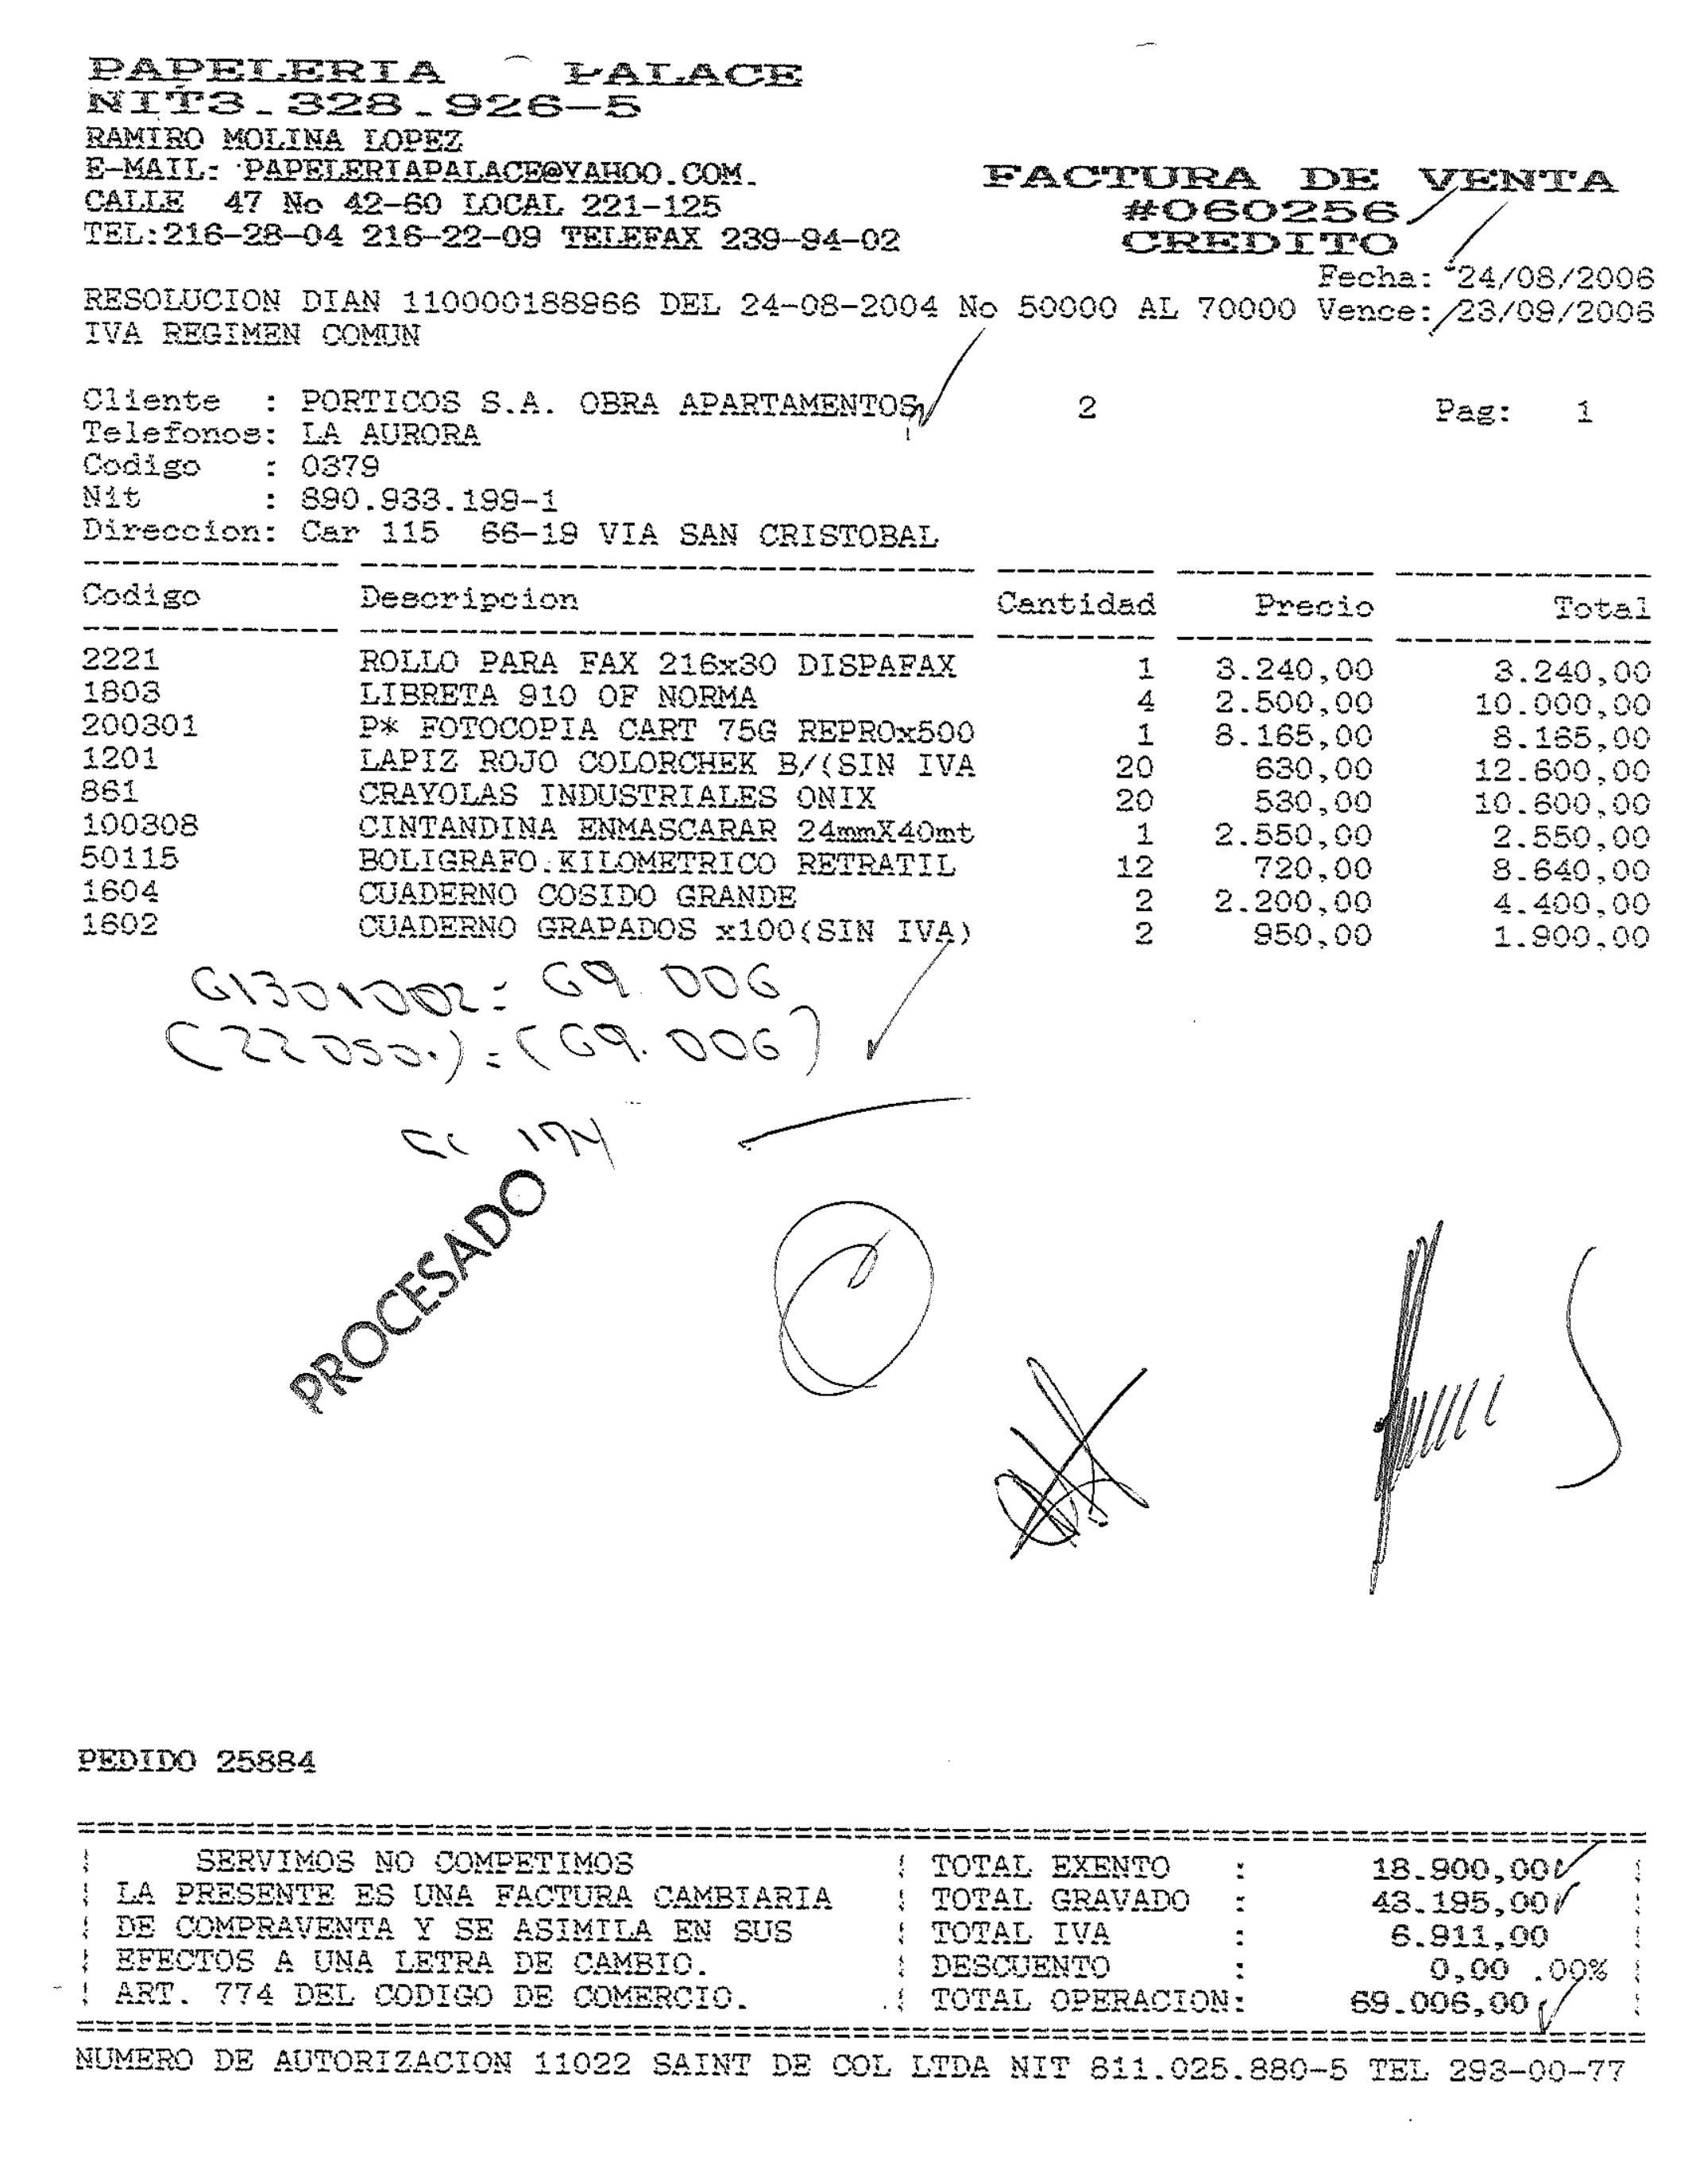 PAPELERIA PALACE
NIT3.328.926-5
RAMIRO MOLINA LOPEZ
E-MAIL: PAPELERIAPALACE@YAHOO.COM.
CALLE 47 No 42-60 LOCAL 221-125
TEL:216-28-04 216-22-09 TELEFAX 239-94-02
FACTURA DE VENTA
#060256
CREDITO
Fecha: 24/08/2006
RESOLUCION DIAN 110000188966 DEL 24-08-2004 No 50000 AL 70000 Vence: 23/09/2006
IVA REGIMEN COMUN
Cliente : PORTICOS S.A. OBRA APARTAMENTOS 2 Pag: 1
Telefonos: LA AURORA
Codigo : 0379
Nit : 890.933.199-1
Direccion: Car 115 66-19 VIA SAN CRISTOBAL
Codigo Descripcion Cantidad Precio Total
2221 ROLLO PARA FAX 216x30 DISPAFAX 1 3.240,00 3.240,00
1803 LIBRETA 910 OF NORMA 4 2.500,00 10.000,00
200301 P* FOTOCOPIA CART 75G REPROx500 1 8.165,00 8.165,00
1201 LAPIZ ROJO COLORCHEK B/(SIN IVA 20 630,00 12.600,00
861 CRAYOLAS INDUSTRIALES ONIX 20 530,00 10.600,00
100308 CINTANDINA ENMASCARAR 24mmX40mt 1 2.550,00 2.550,00
50115 BOLIGRAFO KILOMETRICO RETRATIL 12 720,00 8.640,00
1604 CUADERNO COSIDO GRANDE 2 2.200,00 4.400,00
1602 CUADERNO GRAPADOS x100(SIN IVA) 2 950,00 1.900,00
61301002= 69.006
(22050.)=(69.006)
PROCESADO
PEDIDO 25884
SERVIMOS NO COMPETIMOS
LA PRESENTE ES UNA FACTURA CAMBIARIA
DE COMPRAVENTA Y SE ASIMILA EN SUS
EFECTOS A UNA LETRA DE CAMBIO.
ART. 774 DEL CODIGO DE COMERCIO.
TOTAL EXENTO : 18.900,00
TOTAL GRAVADO : 43.195,00
TOTAL IVA : 6.911,00
DESCUENTO : 0,00 .00%
TOTAL OPERACION: 69.006,00
NUMERO DE AUTORIZACION 11022 SAINT DE COL LTDA NIT 811.025.880-5 TEL 293-00-77